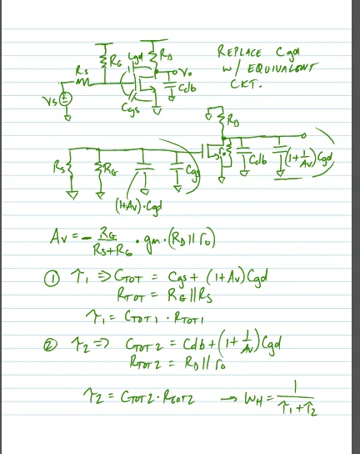 Rs
RG
Cgd
RD
Vo
Cdb
Vs
Cgs
REPLACE Cgd
W/ EQUIVALENT
CKT.
RD
Rs
RG
Cgs
ro
Cdb
(1+1/Av)Cgd
(1+Av)·Cgd
Av = - RG/(Rs+RG) · gm · (RD || ro)
① τ1 => CTOT = Cgs + (1+Av)Cgd
RTOT = RG||Rs
τ1 = CTOT1 · RTOT1
② τ2 => CTOT2 = Cdb + (1+1/Av)Cgd
RTOT2 = RD||ro
τ2 = CTOT2 · RTOT2 → WH = 1/(τ1+τ2)